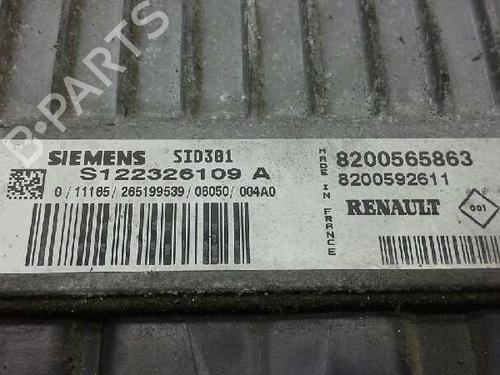 B-PARTS
SIEMENS SID301
S122326109 A
0/11165/265199539/06050/004A0
MADE IN FRANCE
8200565863
8200592611
RENAULT
001